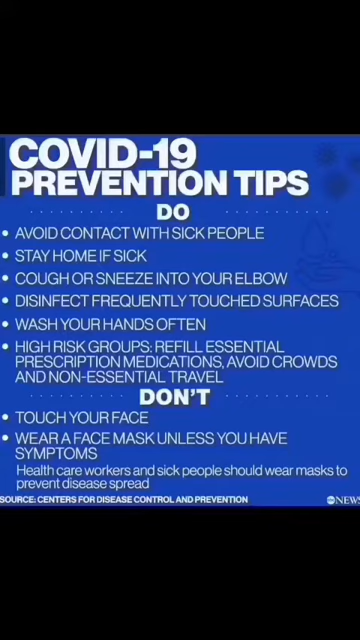 COVID-19
PREVENTION TIPS
DO
• AVOID CONTACT WITH SICK PEOPLE
• STAY HOME IF SICK
• COUGH OR SNEEZE INTO YOUR ELBOW
• DISINFECT FREQUENTLY TOUCHED SURFACES
• WASH YOUR HANDS OFTEN
• HIGH RISK GROUPS: REFILL ESSENTIAL
PRESCRIPTION MEDICATIONS, AVOID CROWDS
AND NON-ESSENTIAL TRAVEL
DON'T
• TOUCH YOUR FACE
• WEAR A FACE MASK UNLESS YOU HAVE
SYMPTOMS
Health care workers and sick people should wear masks to
prevent disease spread
SOURCE: CENTERS FOR DISEASE CONTROL AND PREVENTION
abc NEWS